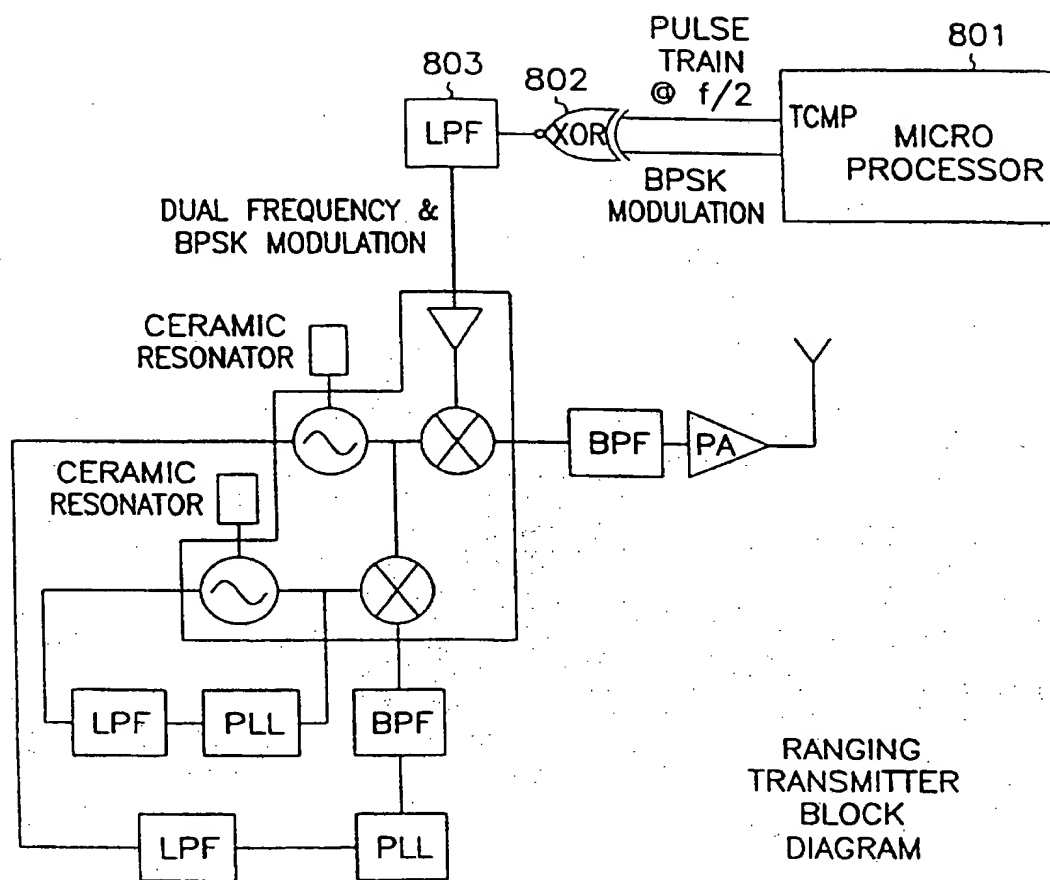 PULSE
TRAIN
@ f/2
801
803
802
TCMP
LPF
XOR
MICRO
PROCESSOR
BPSK
MODULATION
DUAL FREQUENCY &
BPSK MODULATION
CERAMIC
RESONATOR
BPF
PA
CERAMIC
RESONATOR
LPF
PLL
BPF
LPF
PLL
RANGING
TRANSMITTER
BLOCK
DIAGRAM